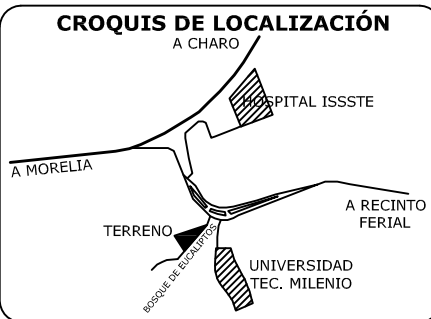 CROQUIS DE LOCALIZACIÓN
A CHARO
HOSPITAL ISSSTE
A MORELIA
A RECINTO
FERIAL
TERRENO
BOSQUE DE EUCALIPTOS
UNIVERSIDAD
TEC. MILENIO